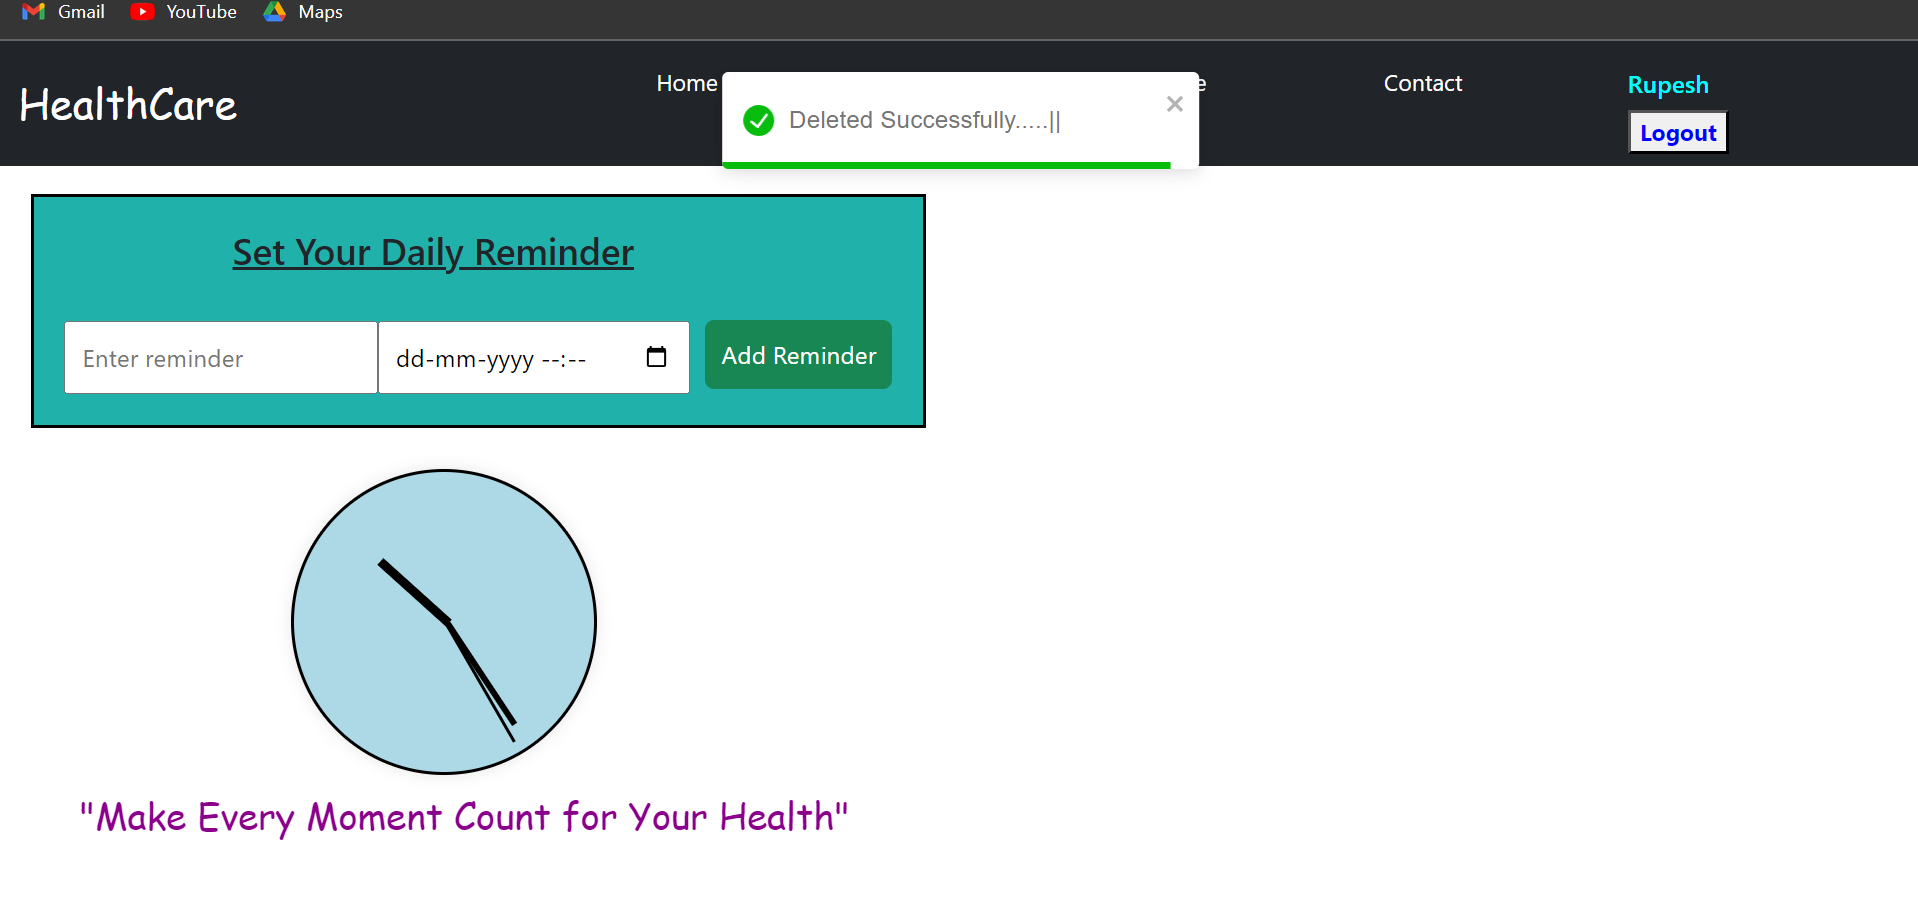 Gmail YouTube Maps
HealthCare
Home
Contact
Rupesh
Logout
Deleted Successfully.....||
Set Your Daily Reminder
Enter reminder
dd-mm-yyyy --:--
Add Reminder
"Make Every Moment Count for Your Health"